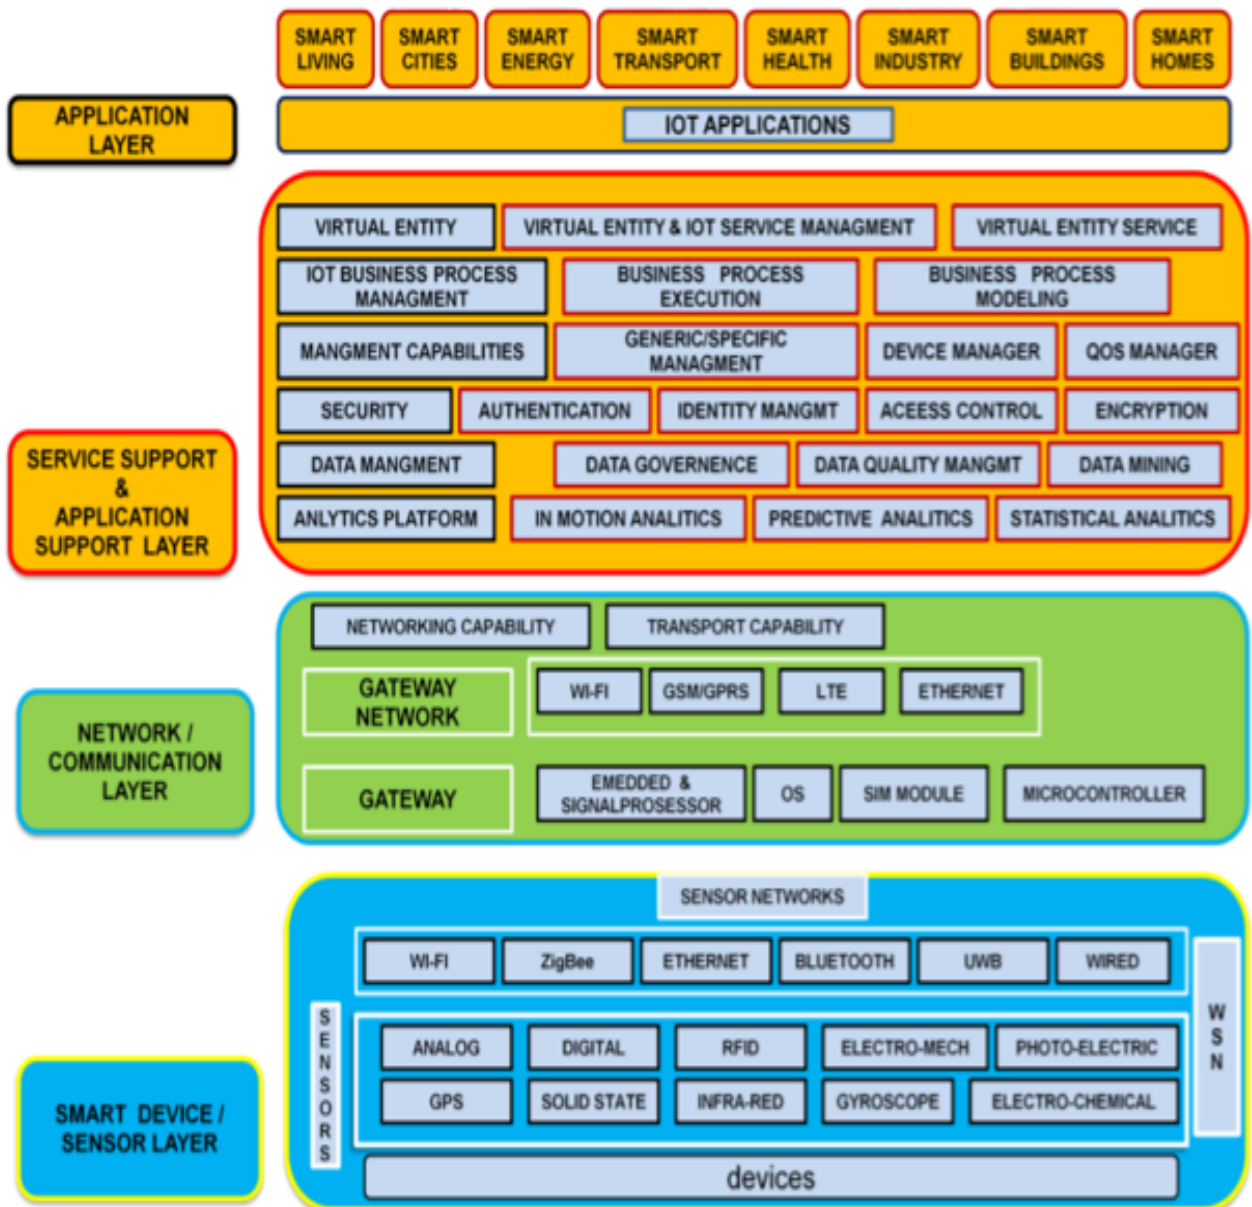 SMART LIVING
SMART CITIES
SMART ENERGY
SMART TRANSPORT
SMART HEALTH
SMART INDUSTRY
SMART BUILDINGS
SMART HOMES
APPLICATION
LAYER
IOT APPLICATIONS
VIRTUAL ENTITY
VIRTUAL ENTITY & IOT SERVICE MANAGMENT
VIRTUAL ENTITY SERVICE
IOT BUSINESS PROCESS
MANAGMENT
BUSINESS PROCESS
EXECUTION
BUSINESS PROCESS
MODELING
MANGMENT CAPABILITIES
GENERIC/SPECIFIC
MANAGMENT
DEVICE MANAGER
QOS MANAGER
SECURITY
AUTHENTICATION
IDENTITY MANGMT
ACEESS CONTROL
ENCRYPTION
SERVICE SUPPORT
&
APPLICATION
SUPPORT LAYER
DATA MANGMENT
DATA GOVERNENCE
DATA QUALITY MANGMT
DATA MINING
ANLYTICS PLATFORM
IN MOTION ANALITICS
PREDICTIVE ANALITICS
STATISTICAL ANALITICS
NETWORKING CAPABILITY
TRANSPORT CAPABILITY
GATEWAY
NETWORK
WI-FI
GSM/GPRS
LTE
ETHERNET
NETWORK /
COMMUNICATION
LAYER
GATEWAY
EMEDDED &
SIGNALPROSESSOR
OS
SIM MODULE
MICROCONTROLLER
SENSOR NETWORKS
WI-FI
ZigBee
ETHERNET
BLUETOOTH
UWB
WIRED
WSN
SENSORS
ANALOG
DIGITAL
RFID
ELECTRO-MECH
PHOTO-ELECTRIC
GPS
SOLID STATE
INFRA-RED
GYROSCOPE
ELECTRO-CHEMICAL
SMART DEVICE /
SENSOR LAYER
devices